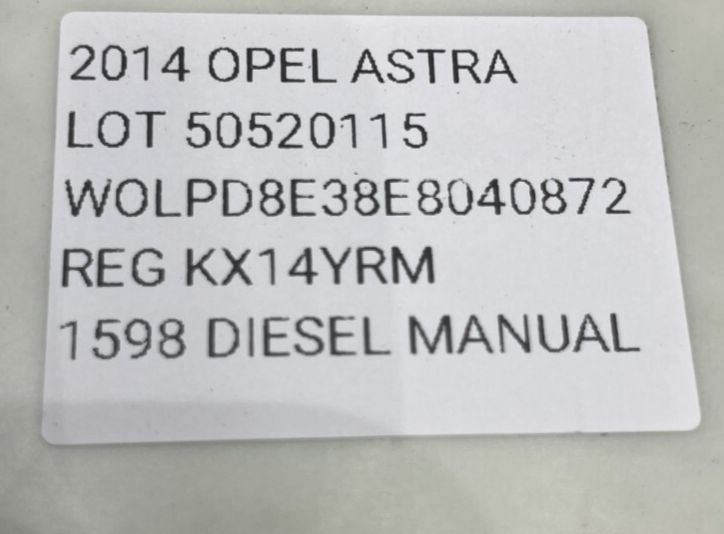 2014 OPEL ASTRA
LOT 50520115
WOLPD8E38E8040872
REG KX14YRM
1598 DIESEL MANUAL